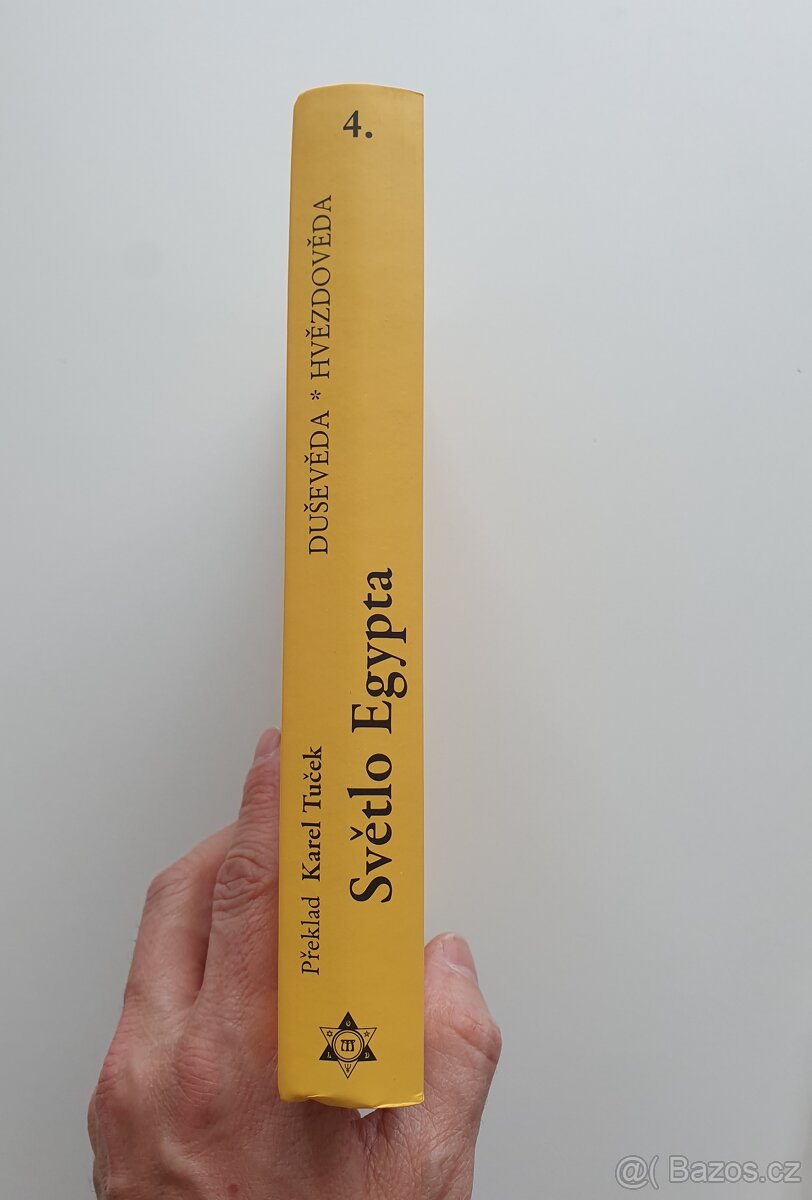 4.
DUŠEVĚDA * HVĚZDOVĚDA
Překlad Karel Tuček
Světlo Egypta
@( Bazos.cz